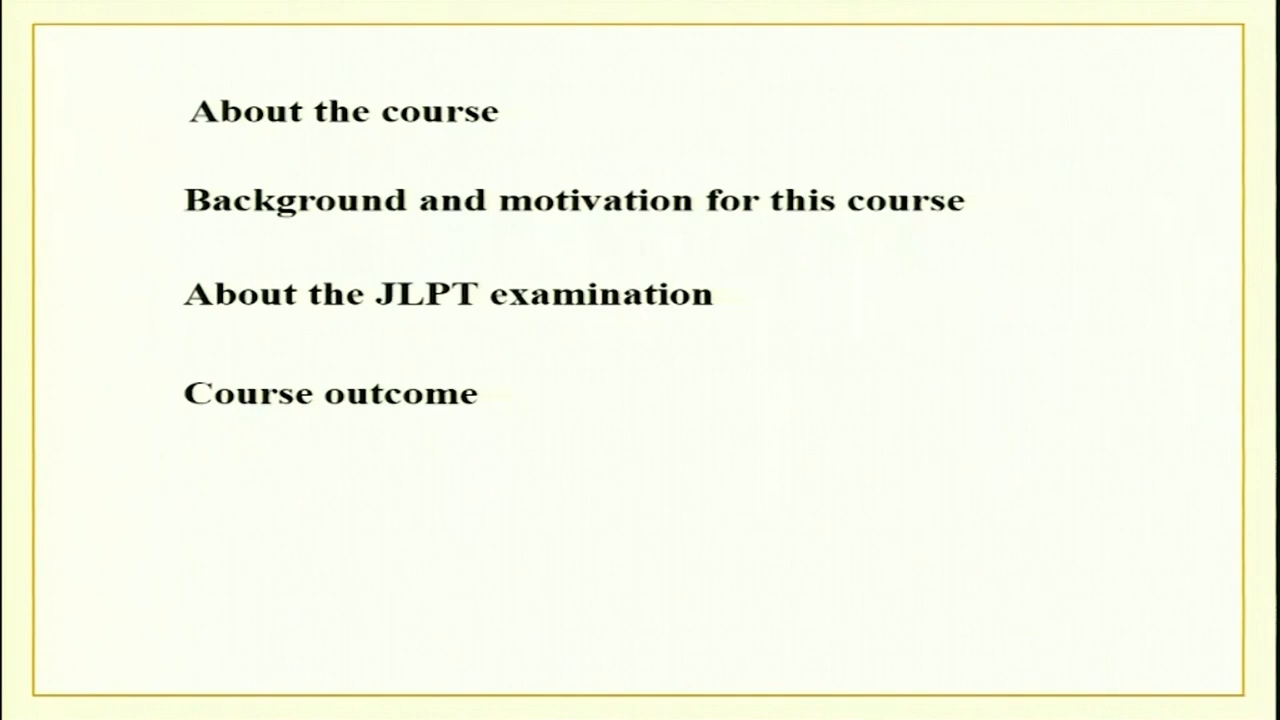 About the course
Background and motivation for this course
About the JLPT examination
Course outcome